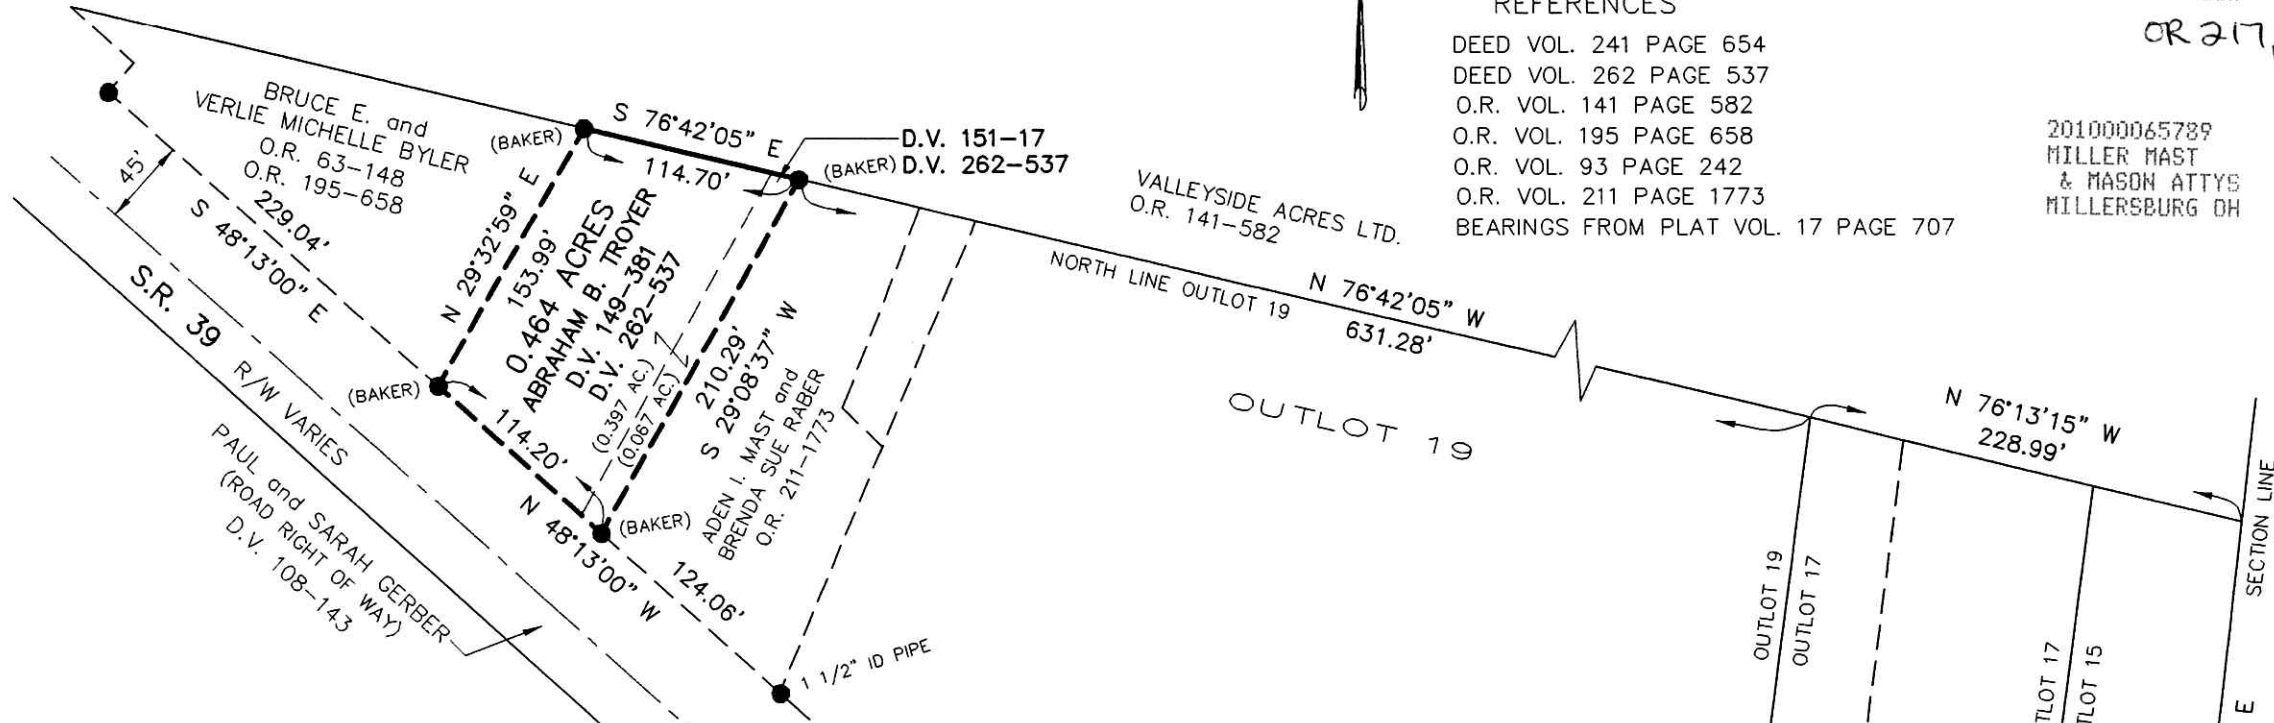 REFERENCES
DEED VOL. 241 PAGE 654
DEED VOL. 262 PAGE 537
O.R. VOL. 141 PAGE 582
O.R. VOL. 195 PAGE 658
O.R. VOL. 93 PAGE 242
O.R. VOL. 211 PAGE 1773
BEARINGS FROM PLAT VOL. 17 PAGE 707
OR 217,
201000065789
MILLER MAST
& MASON ATTYS
MILLERSBURG OH
BRUCE E. and
VERLIE MICHELLE BYLER
O.R. 63-148
O.R. 195-658
229.04'
S 48°13'00" E
45'
(BAKER)
S 76°42'05" E
114.70'
D.V. 151-17
(BAKER)
D.V. 262-537
N 29°32'59" E
153.99'
0.464 ACRES
ABRAHAM B. TROYER
D.V. 149-381
D.V. 262-537
(0.397 AC.)
(0.067 AC.)
210.29'
S 29°08'37" W
ADEN I. MAST and
BRENDA SUE RABER
O.R. 211-1773
(BAKER)
114.20'
N 48°13'00" W
(BAKER)
124.06'
1 1/2" ID PIPE
S.R. 39
R/W VARIES
PAUL and SARAH GERBER
(ROAD RIGHT OF WAY)
D.V. 108-143
VALLEYSIDE ACRES LTD.
O.R. 141-582
NORTH LINE OUTLOT 19
N 76°42'05" W
631.28'
OUTLOT 19
N 76°13'15" W
228.99'
OUTLOT 19
OUTLOT 17
TLOT 17
TLOT 15
SECTION LINE
E